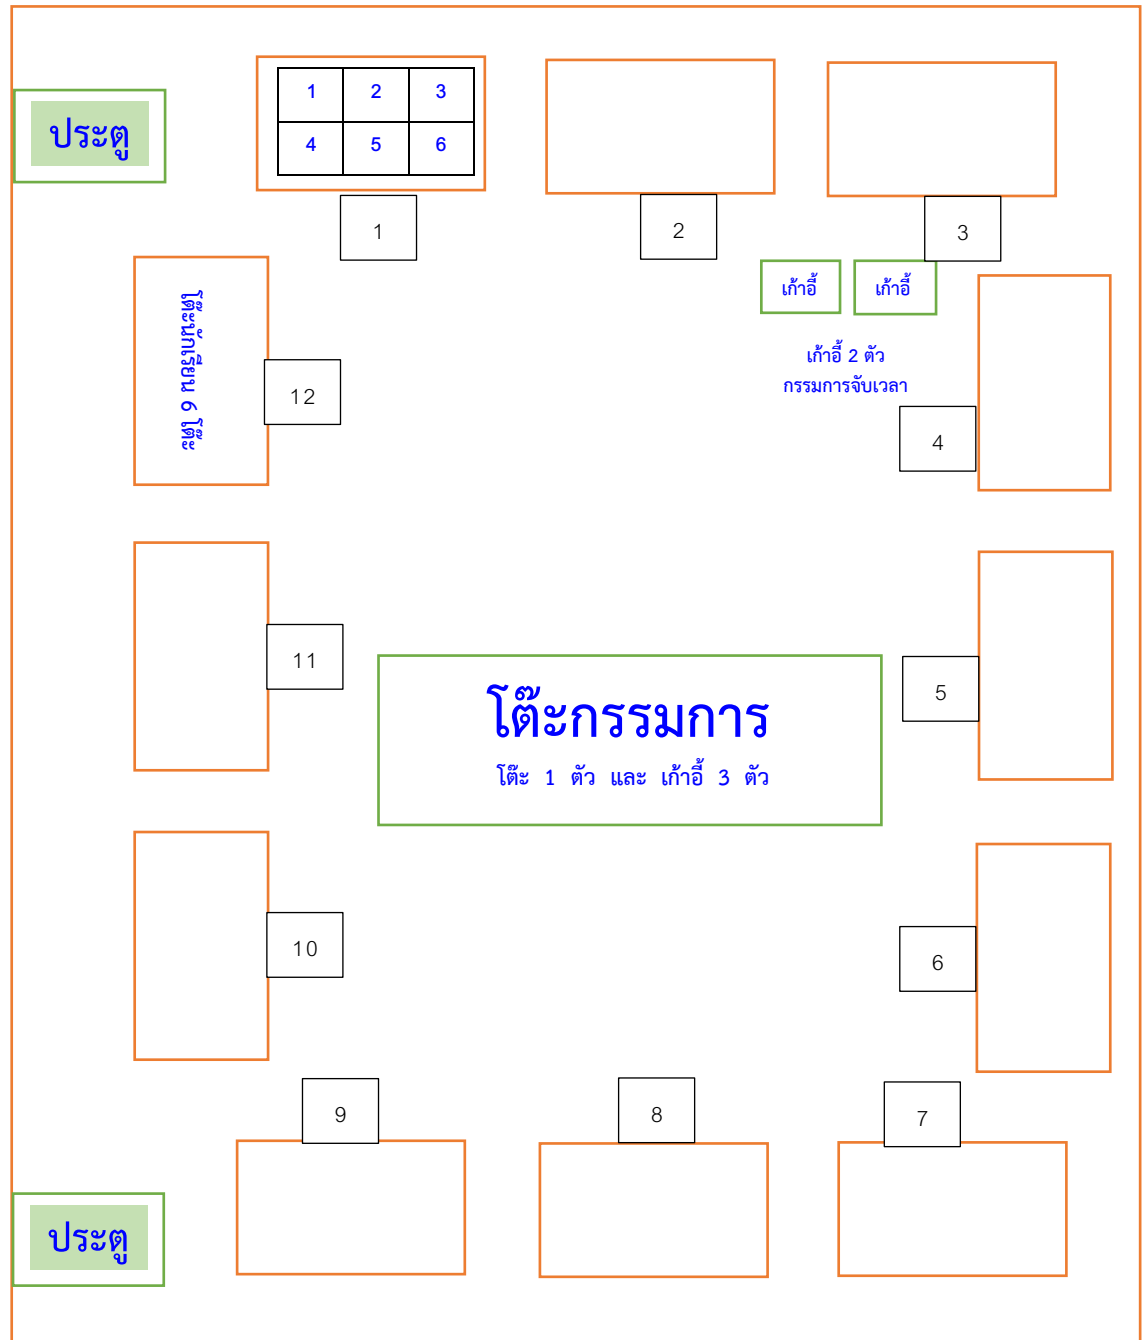 ประตู
1 2 3
4 5 6
1
2
3
เก้าอี้ เก้าอี้
เก้าอี้ 2 ตัว
กรรมการจับเวลา
โต๊ะนักเรียน 6 โต๊ะ
12
4
11
5
โต๊ะกรรมการ
โต๊ะ 1 ตัว และ เก้าอี้ 3 ตัว
10
6
9
8
7
ประตู